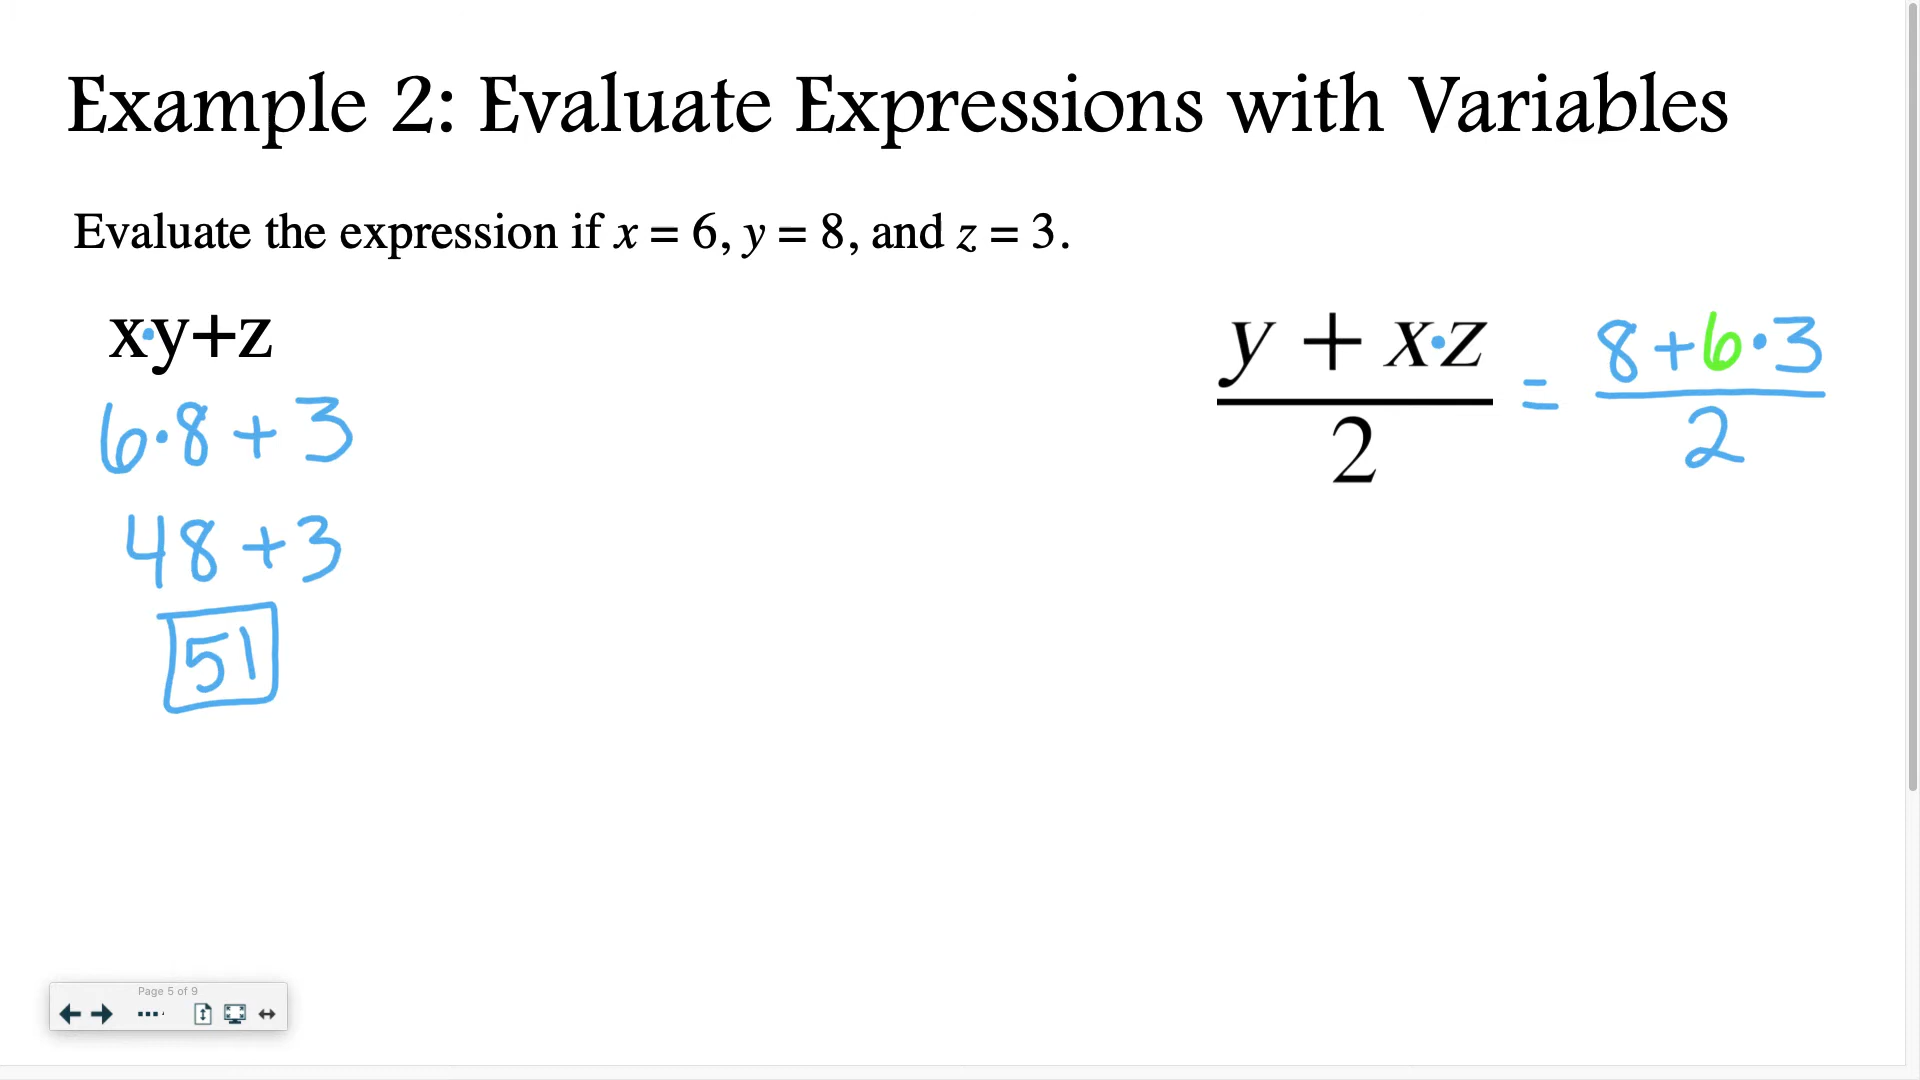 Example 2: Evaluate Expressions with Variables
Evaluate the expression if x = 6, y = 8, and z = 3.
x·y+z
6·8+3
48+3
51
y + x·z
2
=
8+6·3
2
Page 5 of 9